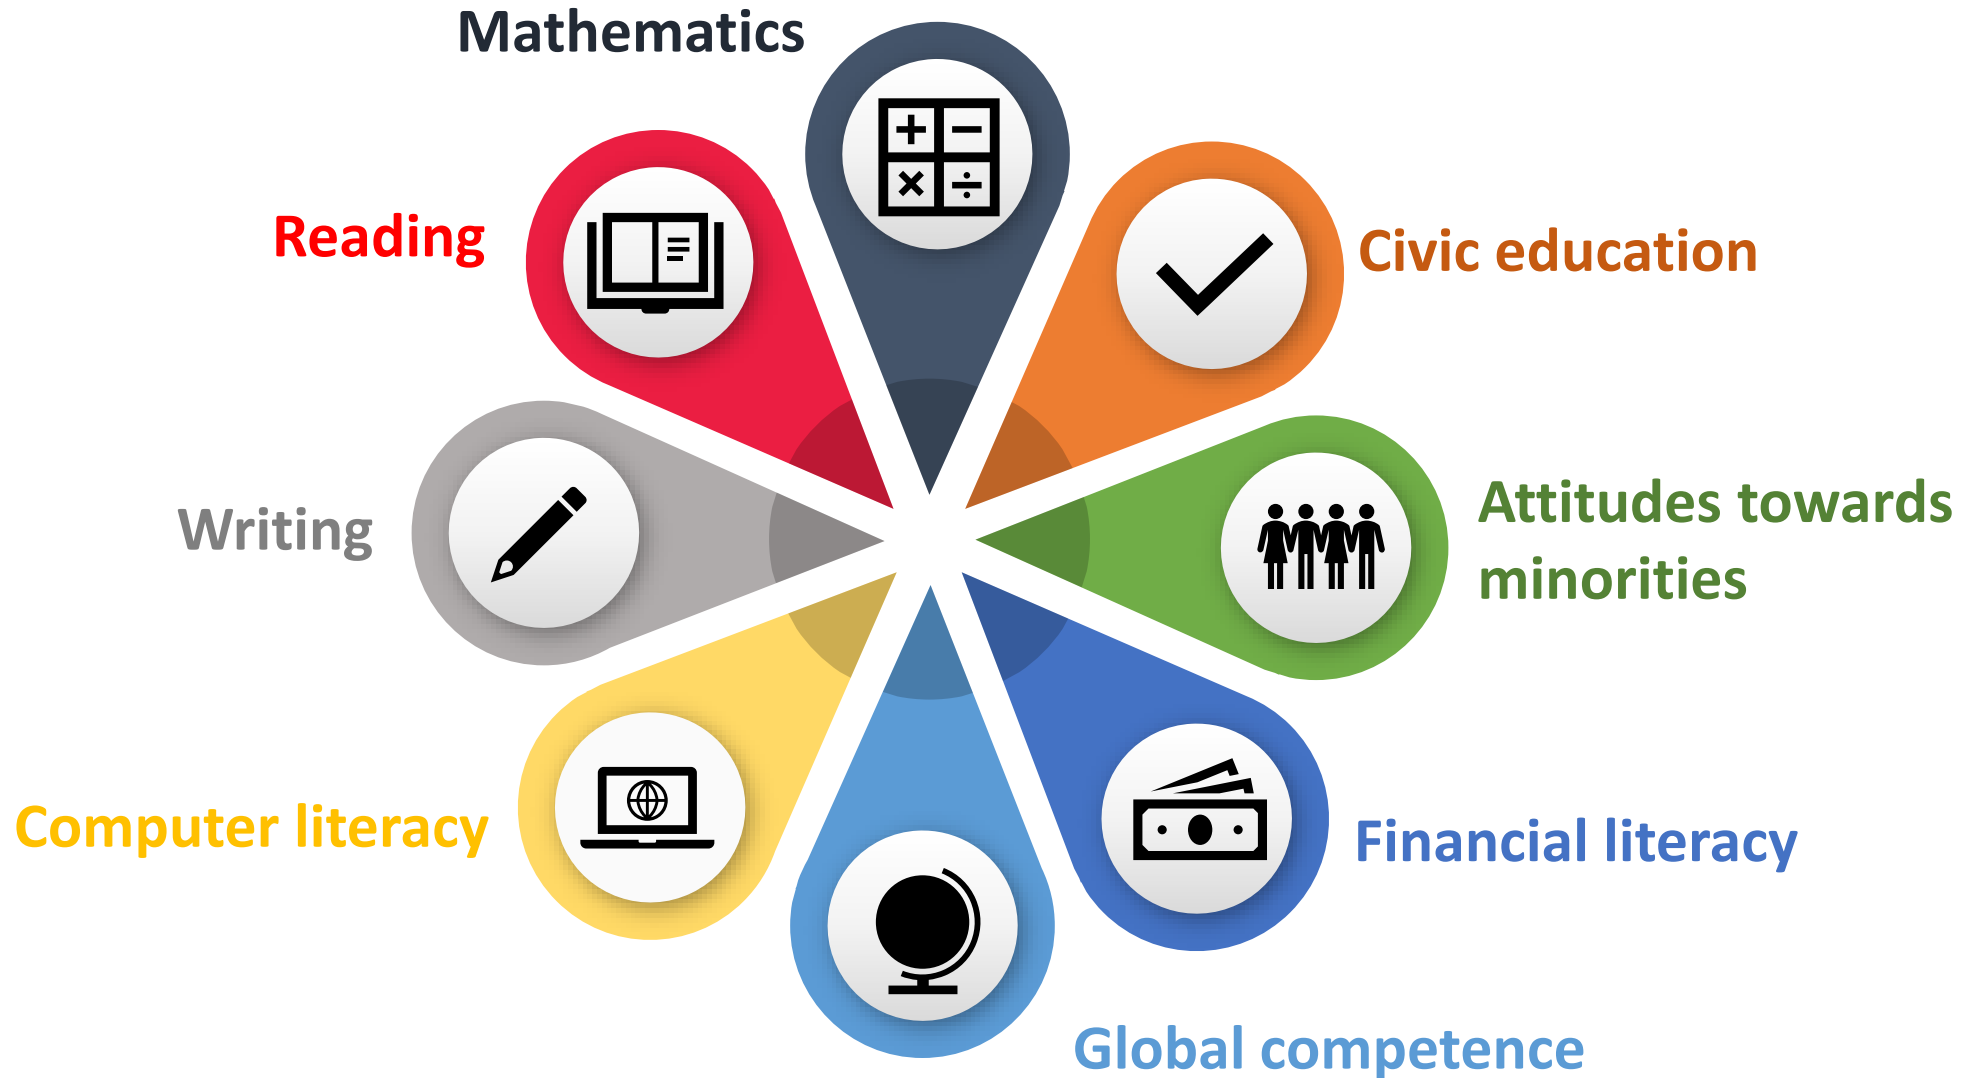 Mathematics
Reading
Civic education
Writing
Attitudes towards
minorities
Computer literacy
Financial literacy
Global competence